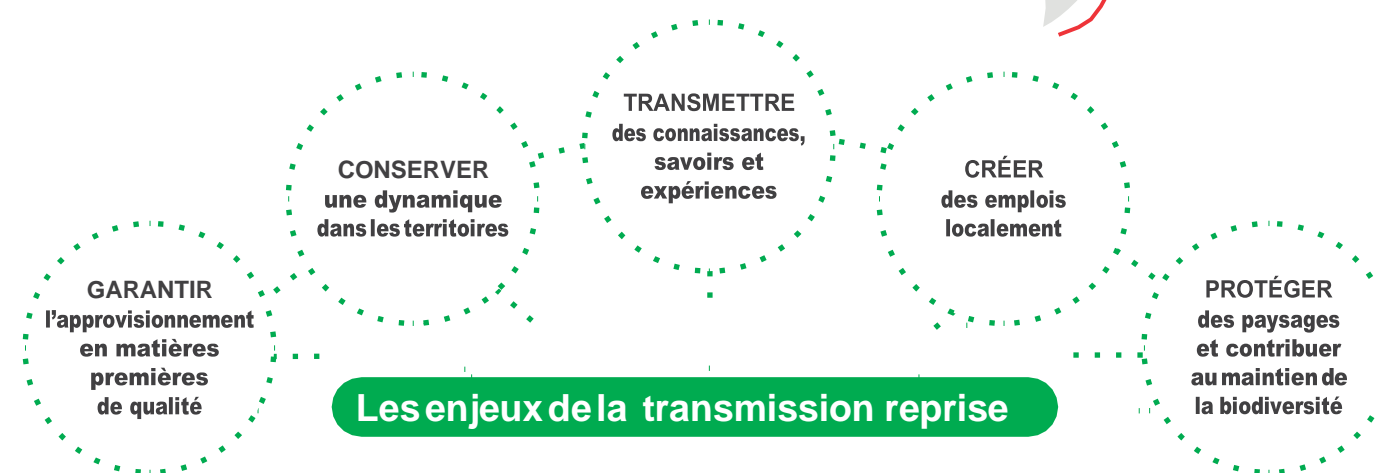 GARANTIR
l’approvisionnement
en matières
premières
de qualité
CONSERVER
une dynamique
dans les territoires
TRANSMETTRE
des connaissances,
savoirs et
expériences
CRÉER
des emplois
localement
PROTÉGER
des paysages
et contribuer
au maintien de
la biodiversité
Les enjeux de la transmission reprise